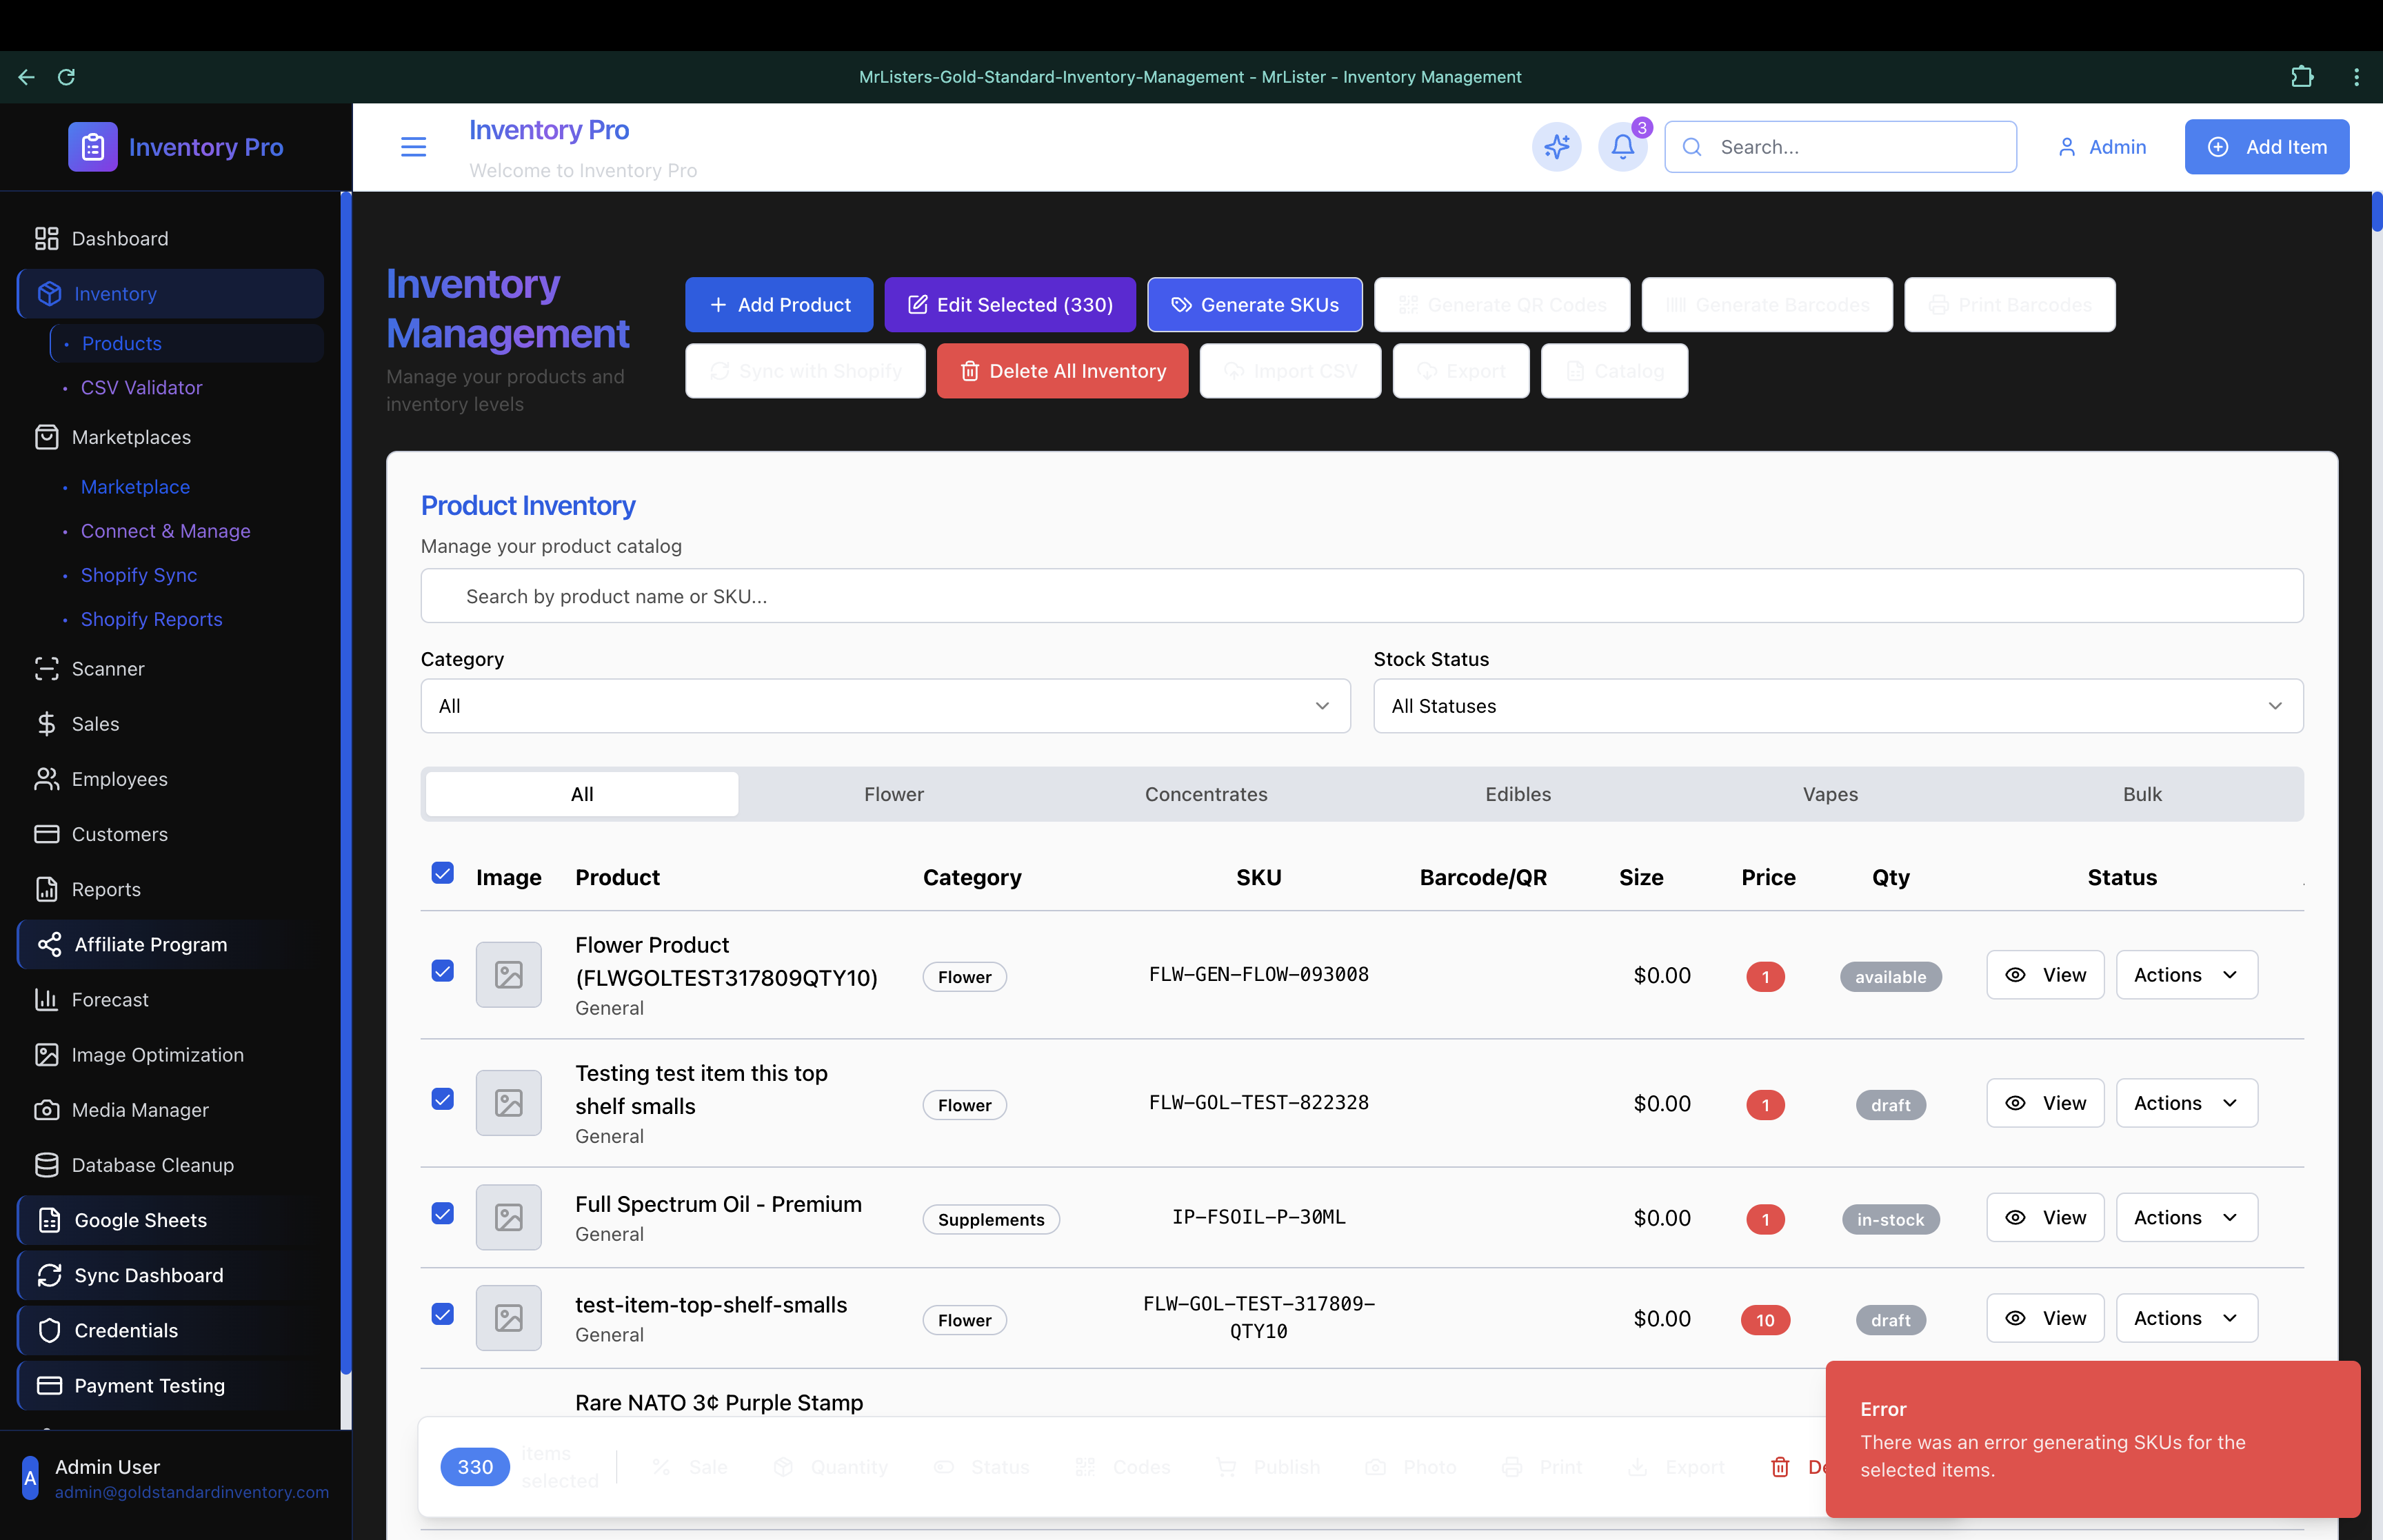 MrListers-Gold-Standard-Inventory-Management - MrLister - Inventory Management
Inventory Pro
Inventory Pro
Welcome to Inventory Pro
3
Search...
Admin
Add Item
Dashboard
Inventory
Products
CSV Validator
Marketplaces
Marketplace
Connect & Manage
Shopify Sync
Shopify Reports
Scanner
Sales
Employees
Customers
Reports
Affiliate Program
Forecast
Image Optimization
Media Manager
Database Cleanup
Google Sheets
Sync Dashboard
Credentials
Payment Testing
A
Admin User
admin@goldstandardinventory.com
Inventory
Management
Manage your products and
inventory levels
Add Product
Edit Selected (330)
Generate SKUs
Generate QR Codes
Generate Barcodes
Print Barcodes
Sync with Shopify
Delete All Inventory
Import CSV
Export
Catalog
Product Inventory
Manage your product catalog
Search by product name or SKU...
Category
Stock Status
All
All Statuses
All Flower Concentrates Edibles Vapes Bulk
Image Product Category SKU Barcode/QR Size Price Qty Status
Flower Product
(FLWGOLTEST317809QTY10)
General
Flower
FLW-GEN-FLOW-093008
$0.00
1
available
View
Actions
Testing test item this top
shelf smalls
General
Flower
FLW-GOL-TEST-822328
$0.00
1
draft
View
Actions
Full Spectrum Oil - Premium
General
Supplements
IP-FSOIL-P-30ML
$0.00
1
in-stock
View
Actions
test-item-top-shelf-smalls
General
Flower
FLW-GOL-TEST-317809-
QTY10
$0.00
10
draft
View
Actions
Rare NATO 3¢ Purple Stamp
330
items
selected
Sale
Quantity
Status
Codes
Publish
Photo
Print
Export
Error
There was an error generating SKUs for the
selected items.